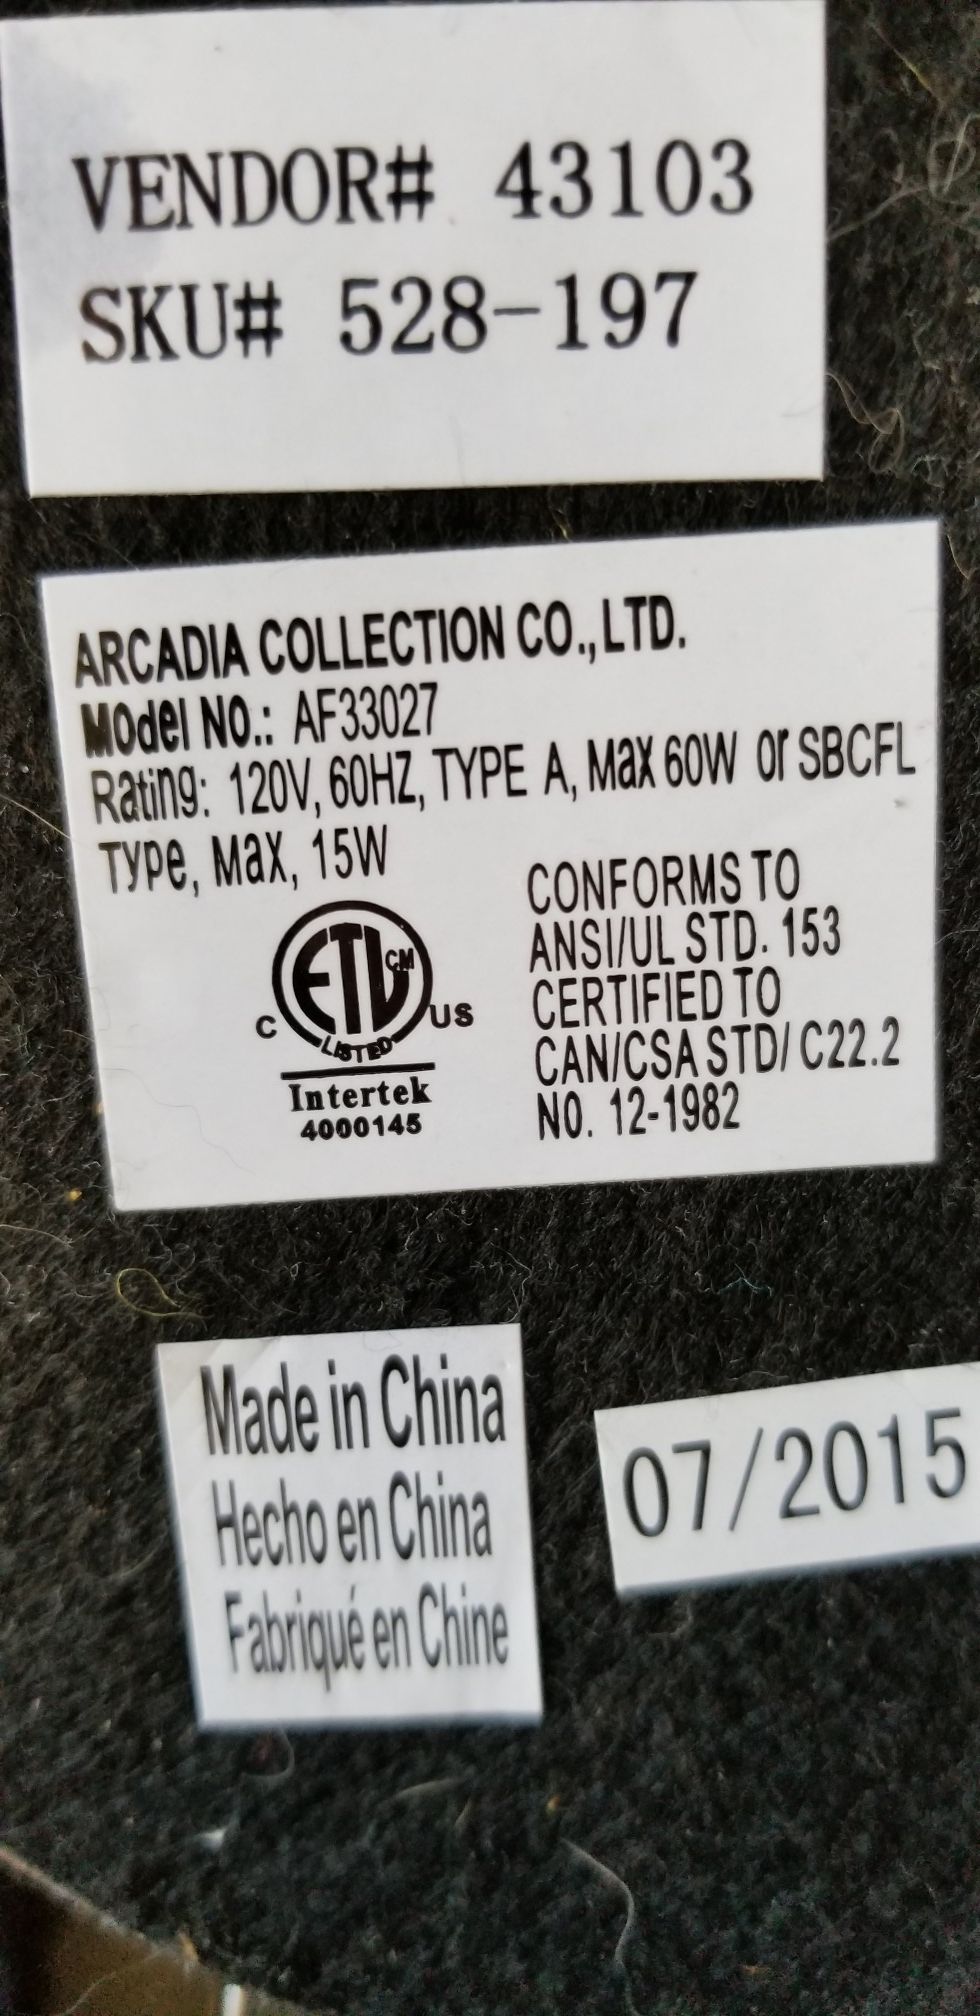 VENDOR# 43103
SKU# 528-197
ARCADIA COLLECTION CO.,LTD.
Model NO.: AF33027
Rating: 120V, 60HZ, TYPE A, Max 60W or SBCFL
Type, Max, 15W
ETL CM
C US
LISTED
Intertek
4000145
CONFORMS TO
ANSI/UL STD. 153
CERTIFIED TO
CAN/CSA STD/ C22.2
NO. 12-1982
Made in China
Hecho en China
Fabriqué en Chine
07/2015